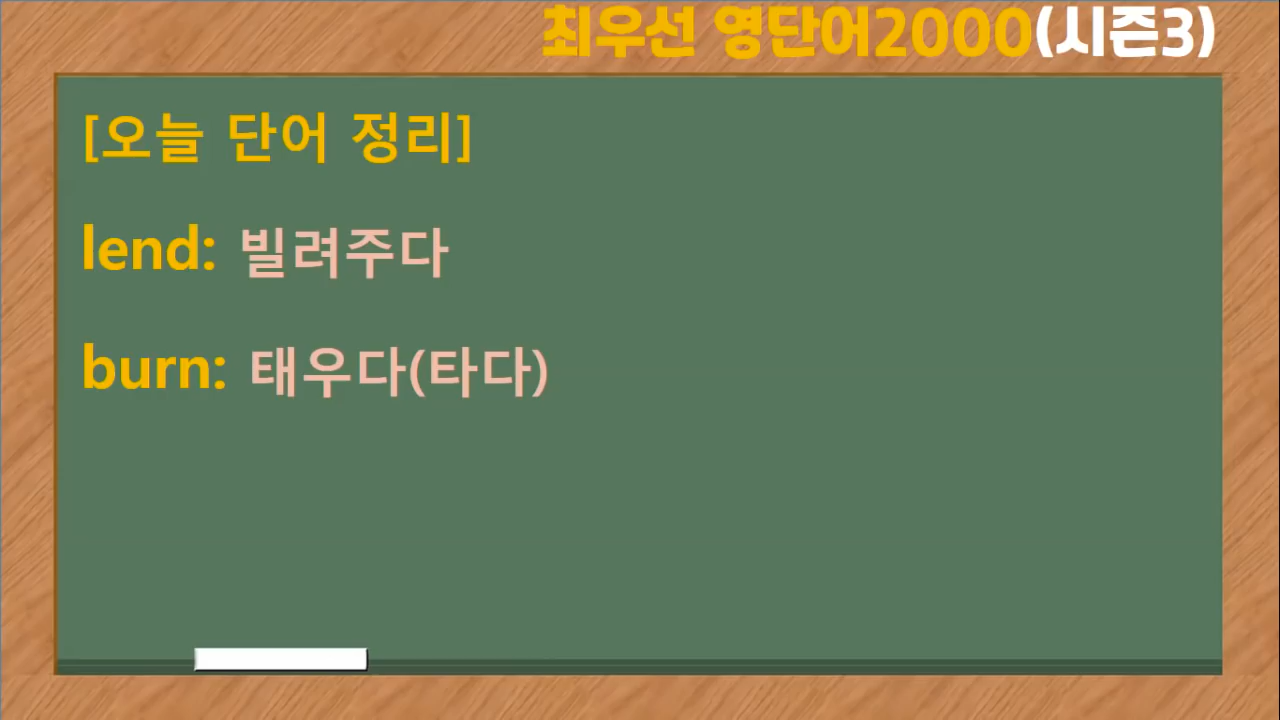 최우선 영단어2000(시즌3)
[오늘 단어 정리]
lend: 빌려주다
burn: 태우다(타다)